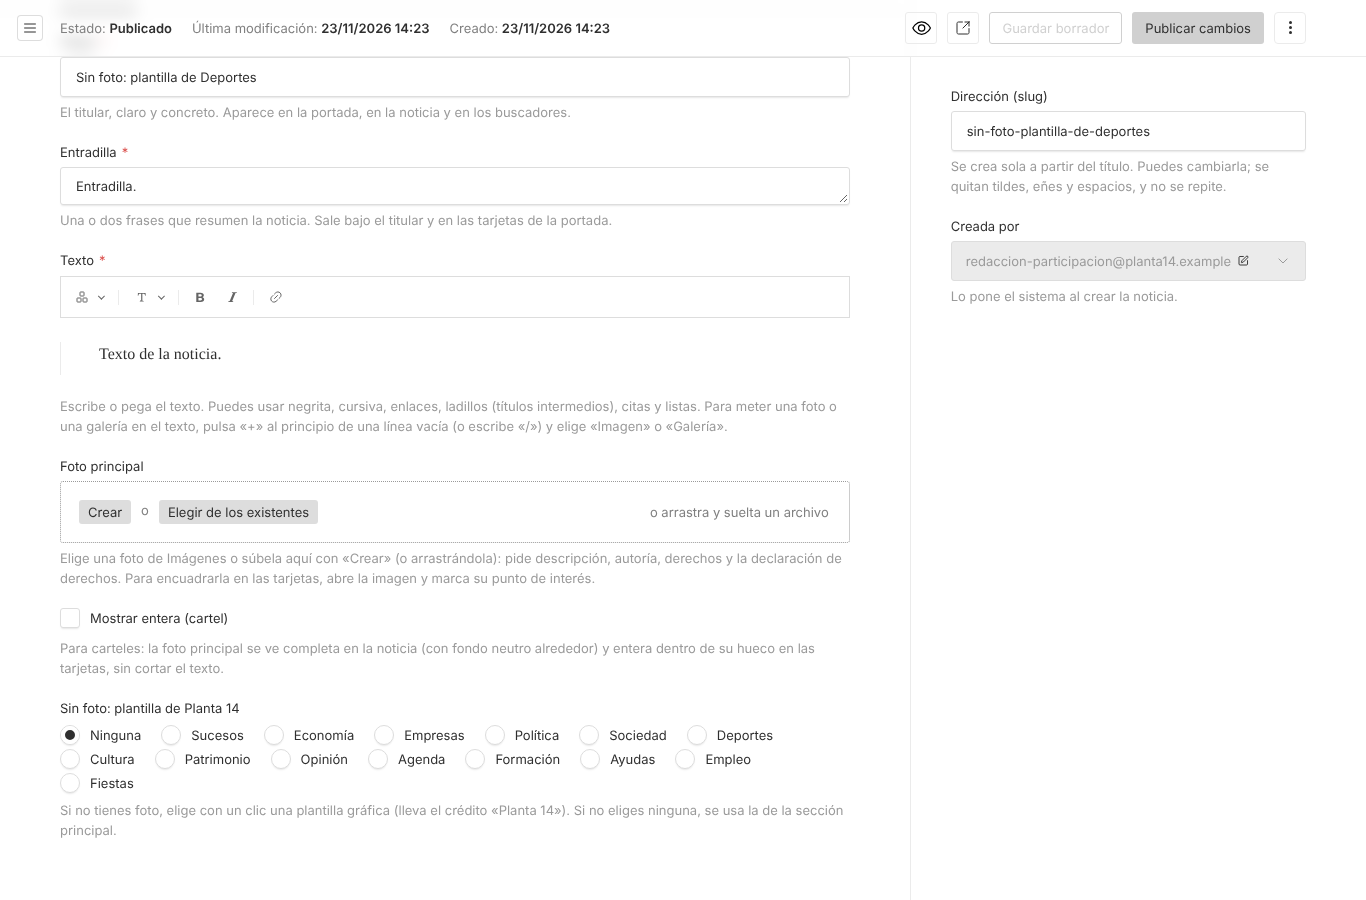 Estado: Publicado
Última modificación: 23/11/2026 14:23
Creado: 23/11/2026 14:23
Guardar borrador
Publicar cambios
Sin foto: plantilla de Deportes
El titular, claro y concreto. Aparece en la portada, en la noticia y en los buscadores.
Entradilla *
Entradilla.
Una o dos frases que resumen la noticia. Sale bajo el titular y en las tarjetas de la portada.
Texto *
T B I
Texto de la noticia.
Escribe o pega el texto. Puedes usar negrita, cursiva, enlaces, ladillos (títulos intermedios), citas y listas. Para meter una foto o
una galería en el texto, pulsa «+» al principio de una línea vacía (o escribe «/») y elige «Imagen» o «Galería».
Foto principal
Crear o Elegir de los existentes o arrastra y suelta un archivo
Elige una foto de Imágenes o súbela aquí con «Crear» (o arrastrándola): pide descripción, autoría, derechos y la declaración de
derechos. Para encuadrarla en las tarjetas, abre la imagen y marca su punto de interés.
Mostrar entera (cartel)
Para carteles: la foto principal se ve completa en la noticia (con fondo neutro alrededor) y entera dentro de su hueco en las
tarjetas, sin cortar el texto.
Sin foto: plantilla de Planta 14
Ninguna Sucesos Economía Empresas Política Sociedad Deportes
Cultura Patrimonio Opinión Agenda Formación Ayudas Empleo
Fiestas
Si no tienes foto, elige con un clic una plantilla gráfica (lleva el crédito «Planta 14»). Si no eliges ninguna, se usa la de la sección
principal.
Dirección (slug)
sin-foto-plantilla-de-deportes
Se crea sola a partir del título. Puedes cambiarla; se
quitan tildes, eñes y espacios, y no se repite.
Creada por
redaccion-participacion@planta14.example
Lo pone el sistema al crear la noticia.